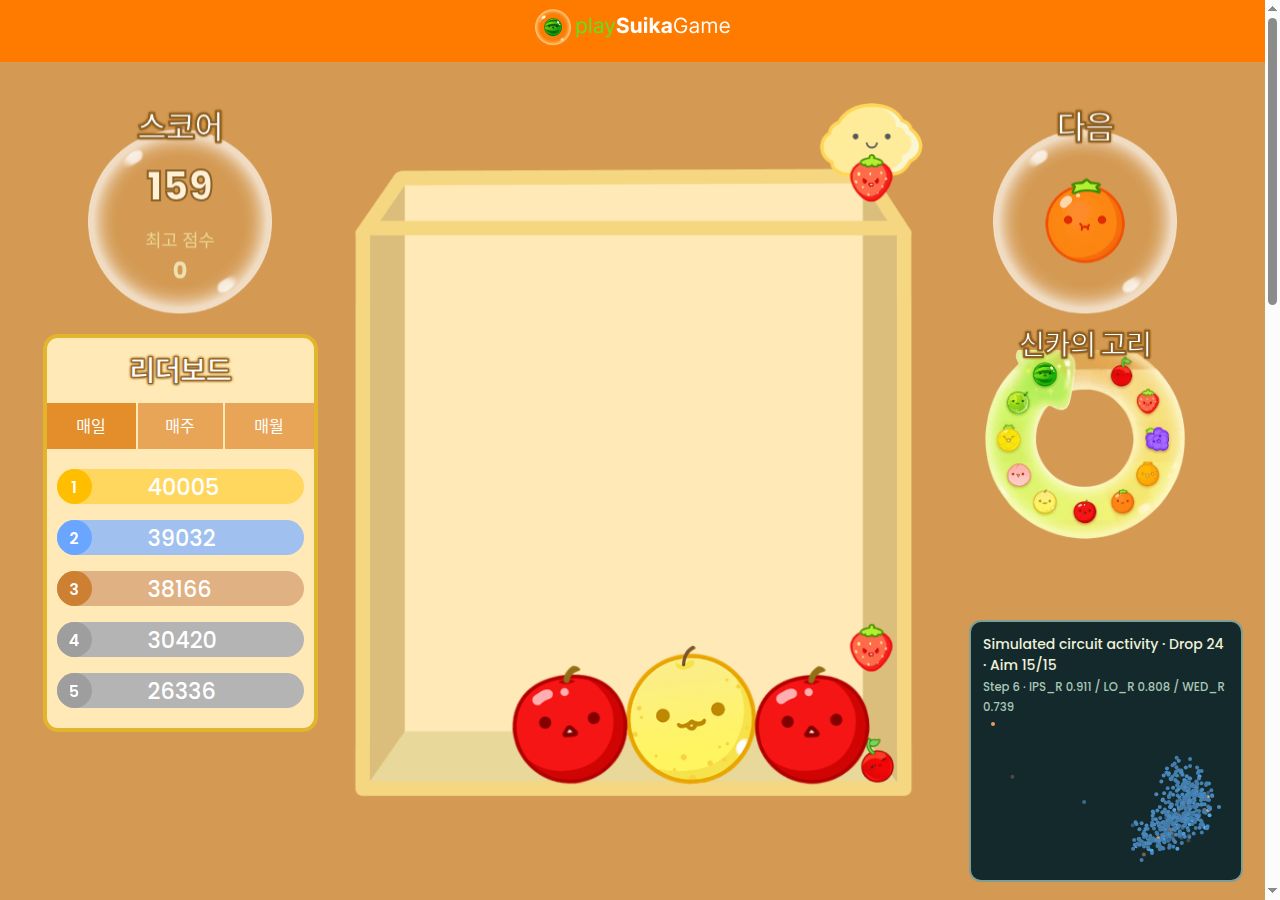 playSuikaGame
스코어
159
최고 점수
0
다음
리더보드
매일 매주 매월
1 40005
2 39032
3 38166
4 30420
5 26336
신카의 고리
Simulated circuit activity · Drop 24
· Aim 15/15
Step 6 · IPS_R 0.911 / LO_R 0.808 / WED_R
0.739